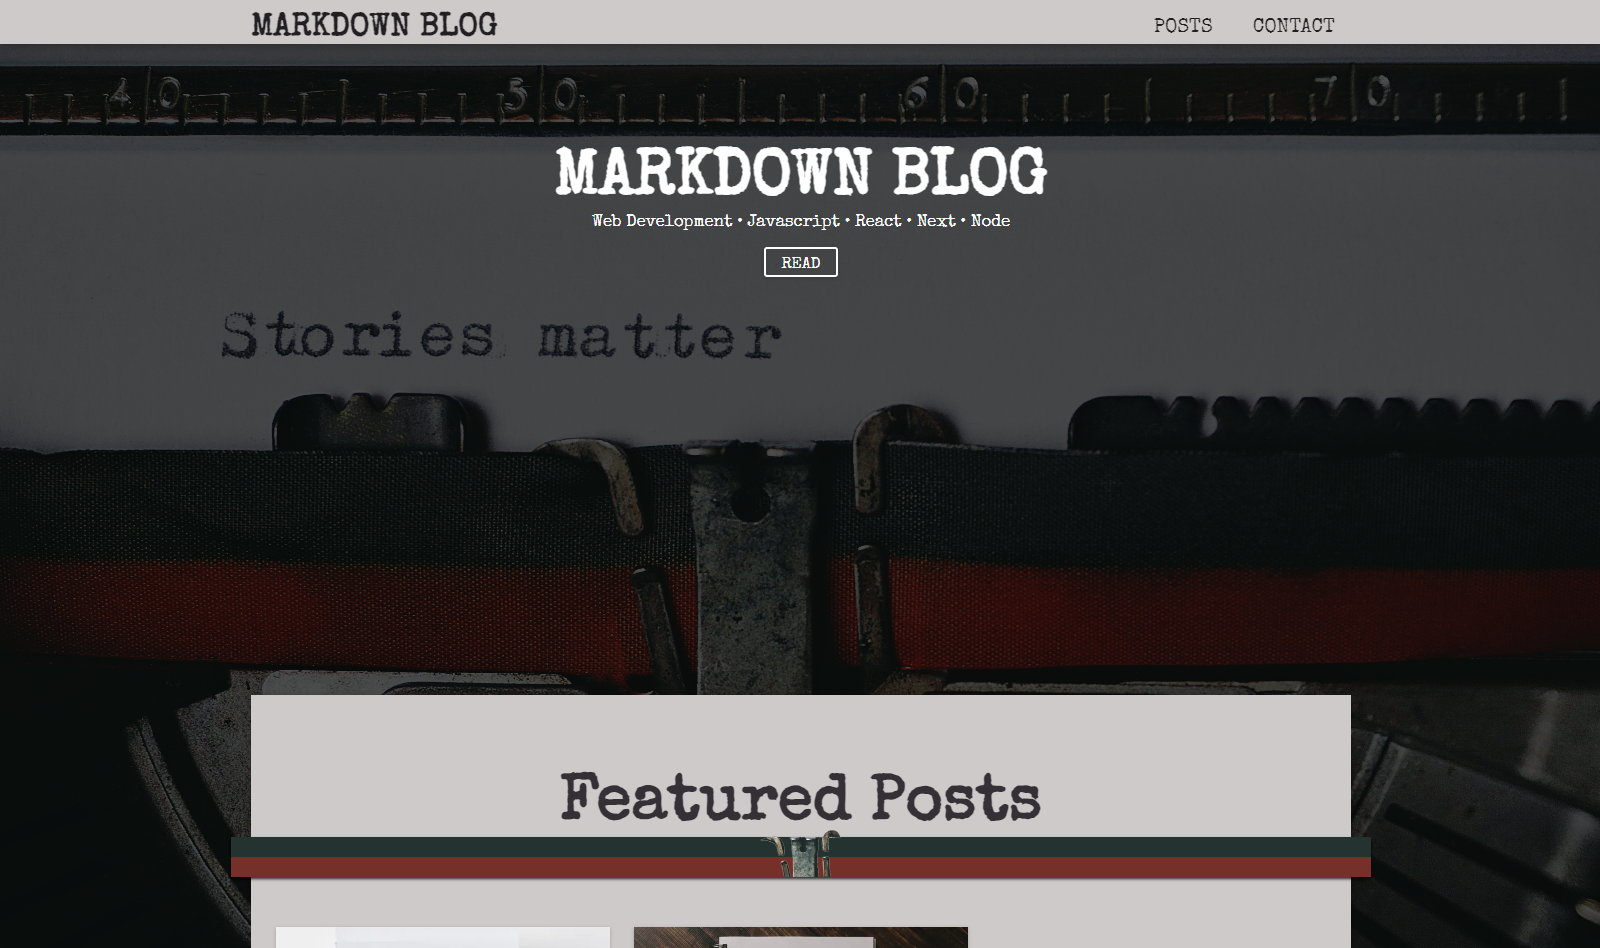 MARKDOWN BLOG
POSTS CONTACT
40 50 60 70
MARKDOWN BLOG
Web Development • Javascript • React • Next • Node
READ
Stories matter
Featured Posts